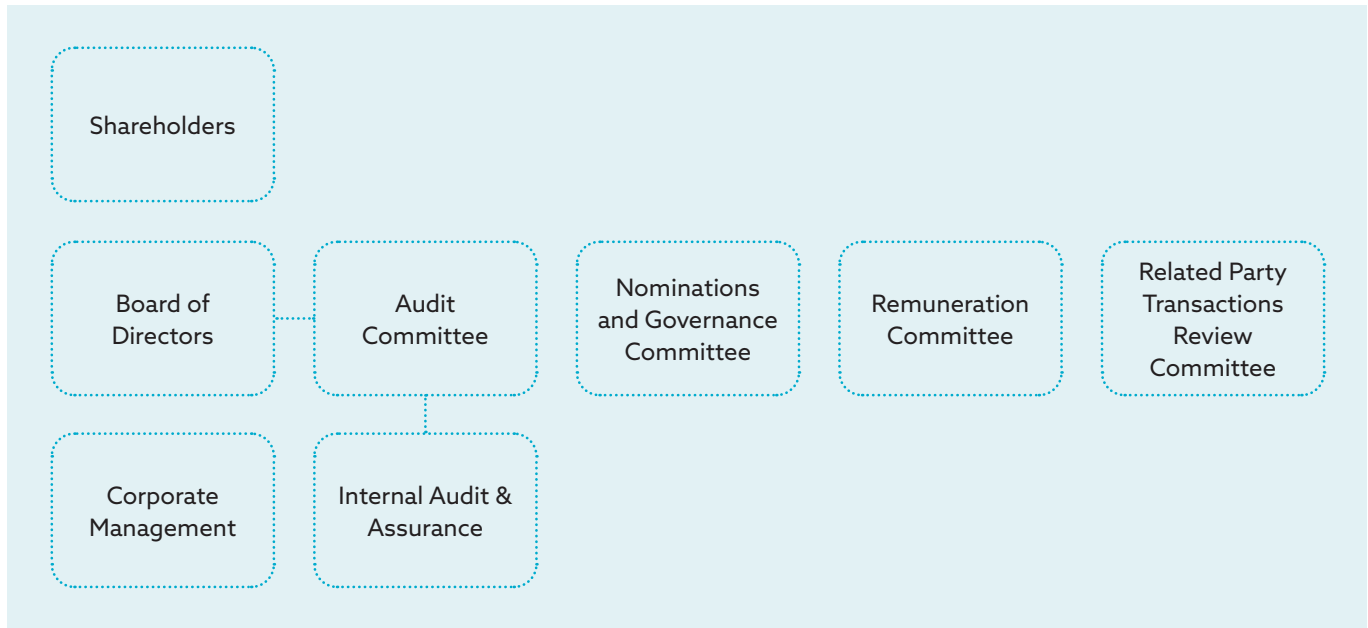 Shareholders
Board of
Directors
Audit
Committee
Nominations
and Governance
Committee
Remuneration
Committee
Related Party
Transactions
Review
Committee
Corporate
Management
Internal Audit &
Assurance